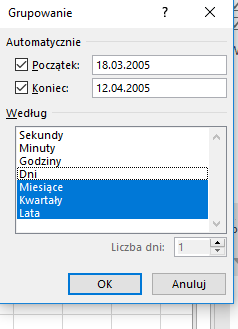 Grupowanie
Automatycznie
Początek: 18.03.2005
Koniec: 12.04.2005
Według
Sekundy
Minuty
Godziny
Dni
Miesiące
Kwartały
Lata
Liczba dni: 1
OK Anuluj